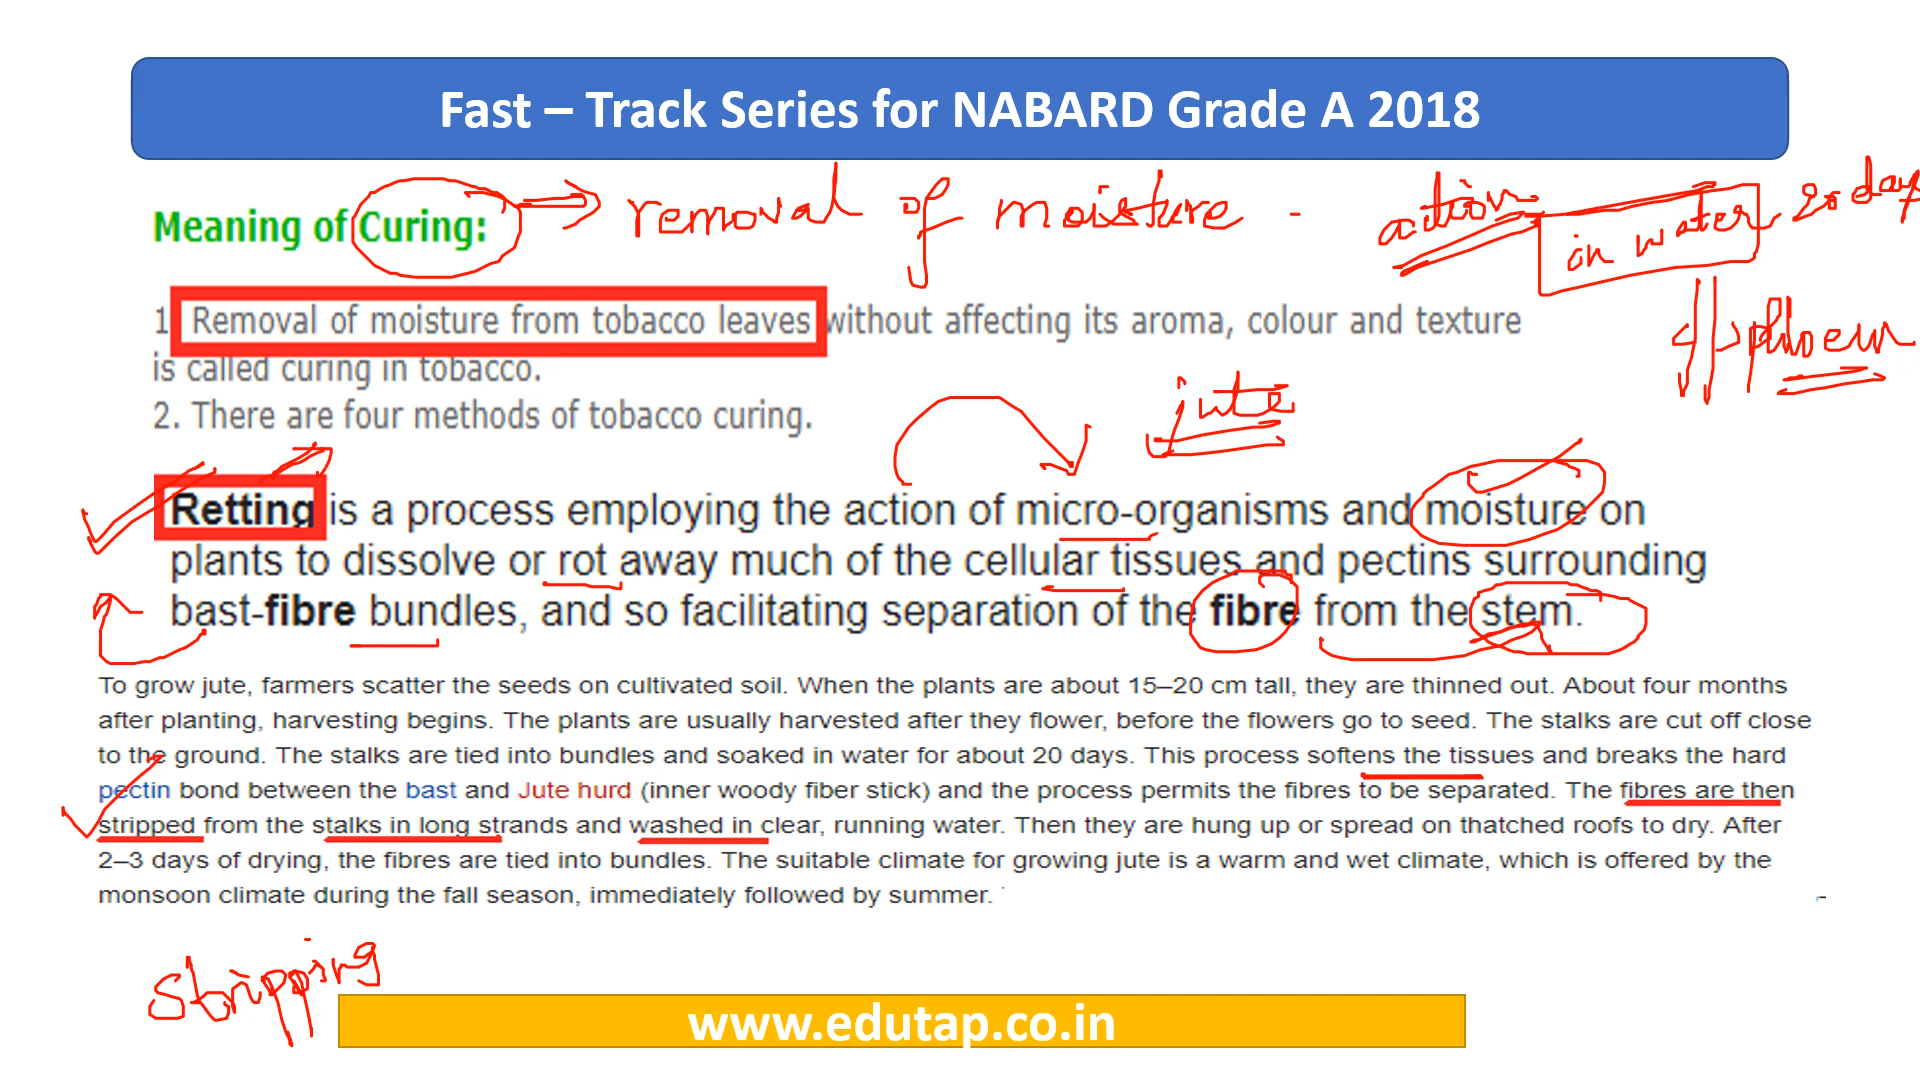 Fast – Track Series for NABARD Grade A 2018
Meaning of Curing:
removal of moisture - action in water 20 days
1. Removal of moisture from tobacco leaves without affecting its aroma, colour and texture
is called curing in tobacco.
phloem
2. There are four methods of tobacco curing.
jute
Retting is a process employing the action of micro-organisms and moisture on
plants to dissolve or rot away much of the cellular tissues and pectins surrounding
bast-fibre bundles, and so facilitating separation of the fibre from the stem.
To grow jute, farmers scatter the seeds on cultivated soil. When the plants are about 15–20 cm tall, they are thinned out. About four months
after planting, harvesting begins. The plants are usually harvested after they flower, before the flowers go to seed. The stalks are cut off close
to the ground. The stalks are tied into bundles and soaked in water for about 20 days. This process softens the tissues and breaks the hard
pectin bond between the bast and Jute hurd (inner woody fiber stick) and the process permits the fibres to be separated. The fibres are then
stripped from the stalks in long strands and washed in clear, running water. Then they are hung up or spread on thatched roofs to dry. After
2–3 days of drying, the fibres are tied into bundles. The suitable climate for growing jute is a warm and wet climate, which is offered by the
monsoon climate during the fall season, immediately followed by summer.
stripping
www.edutap.co.in